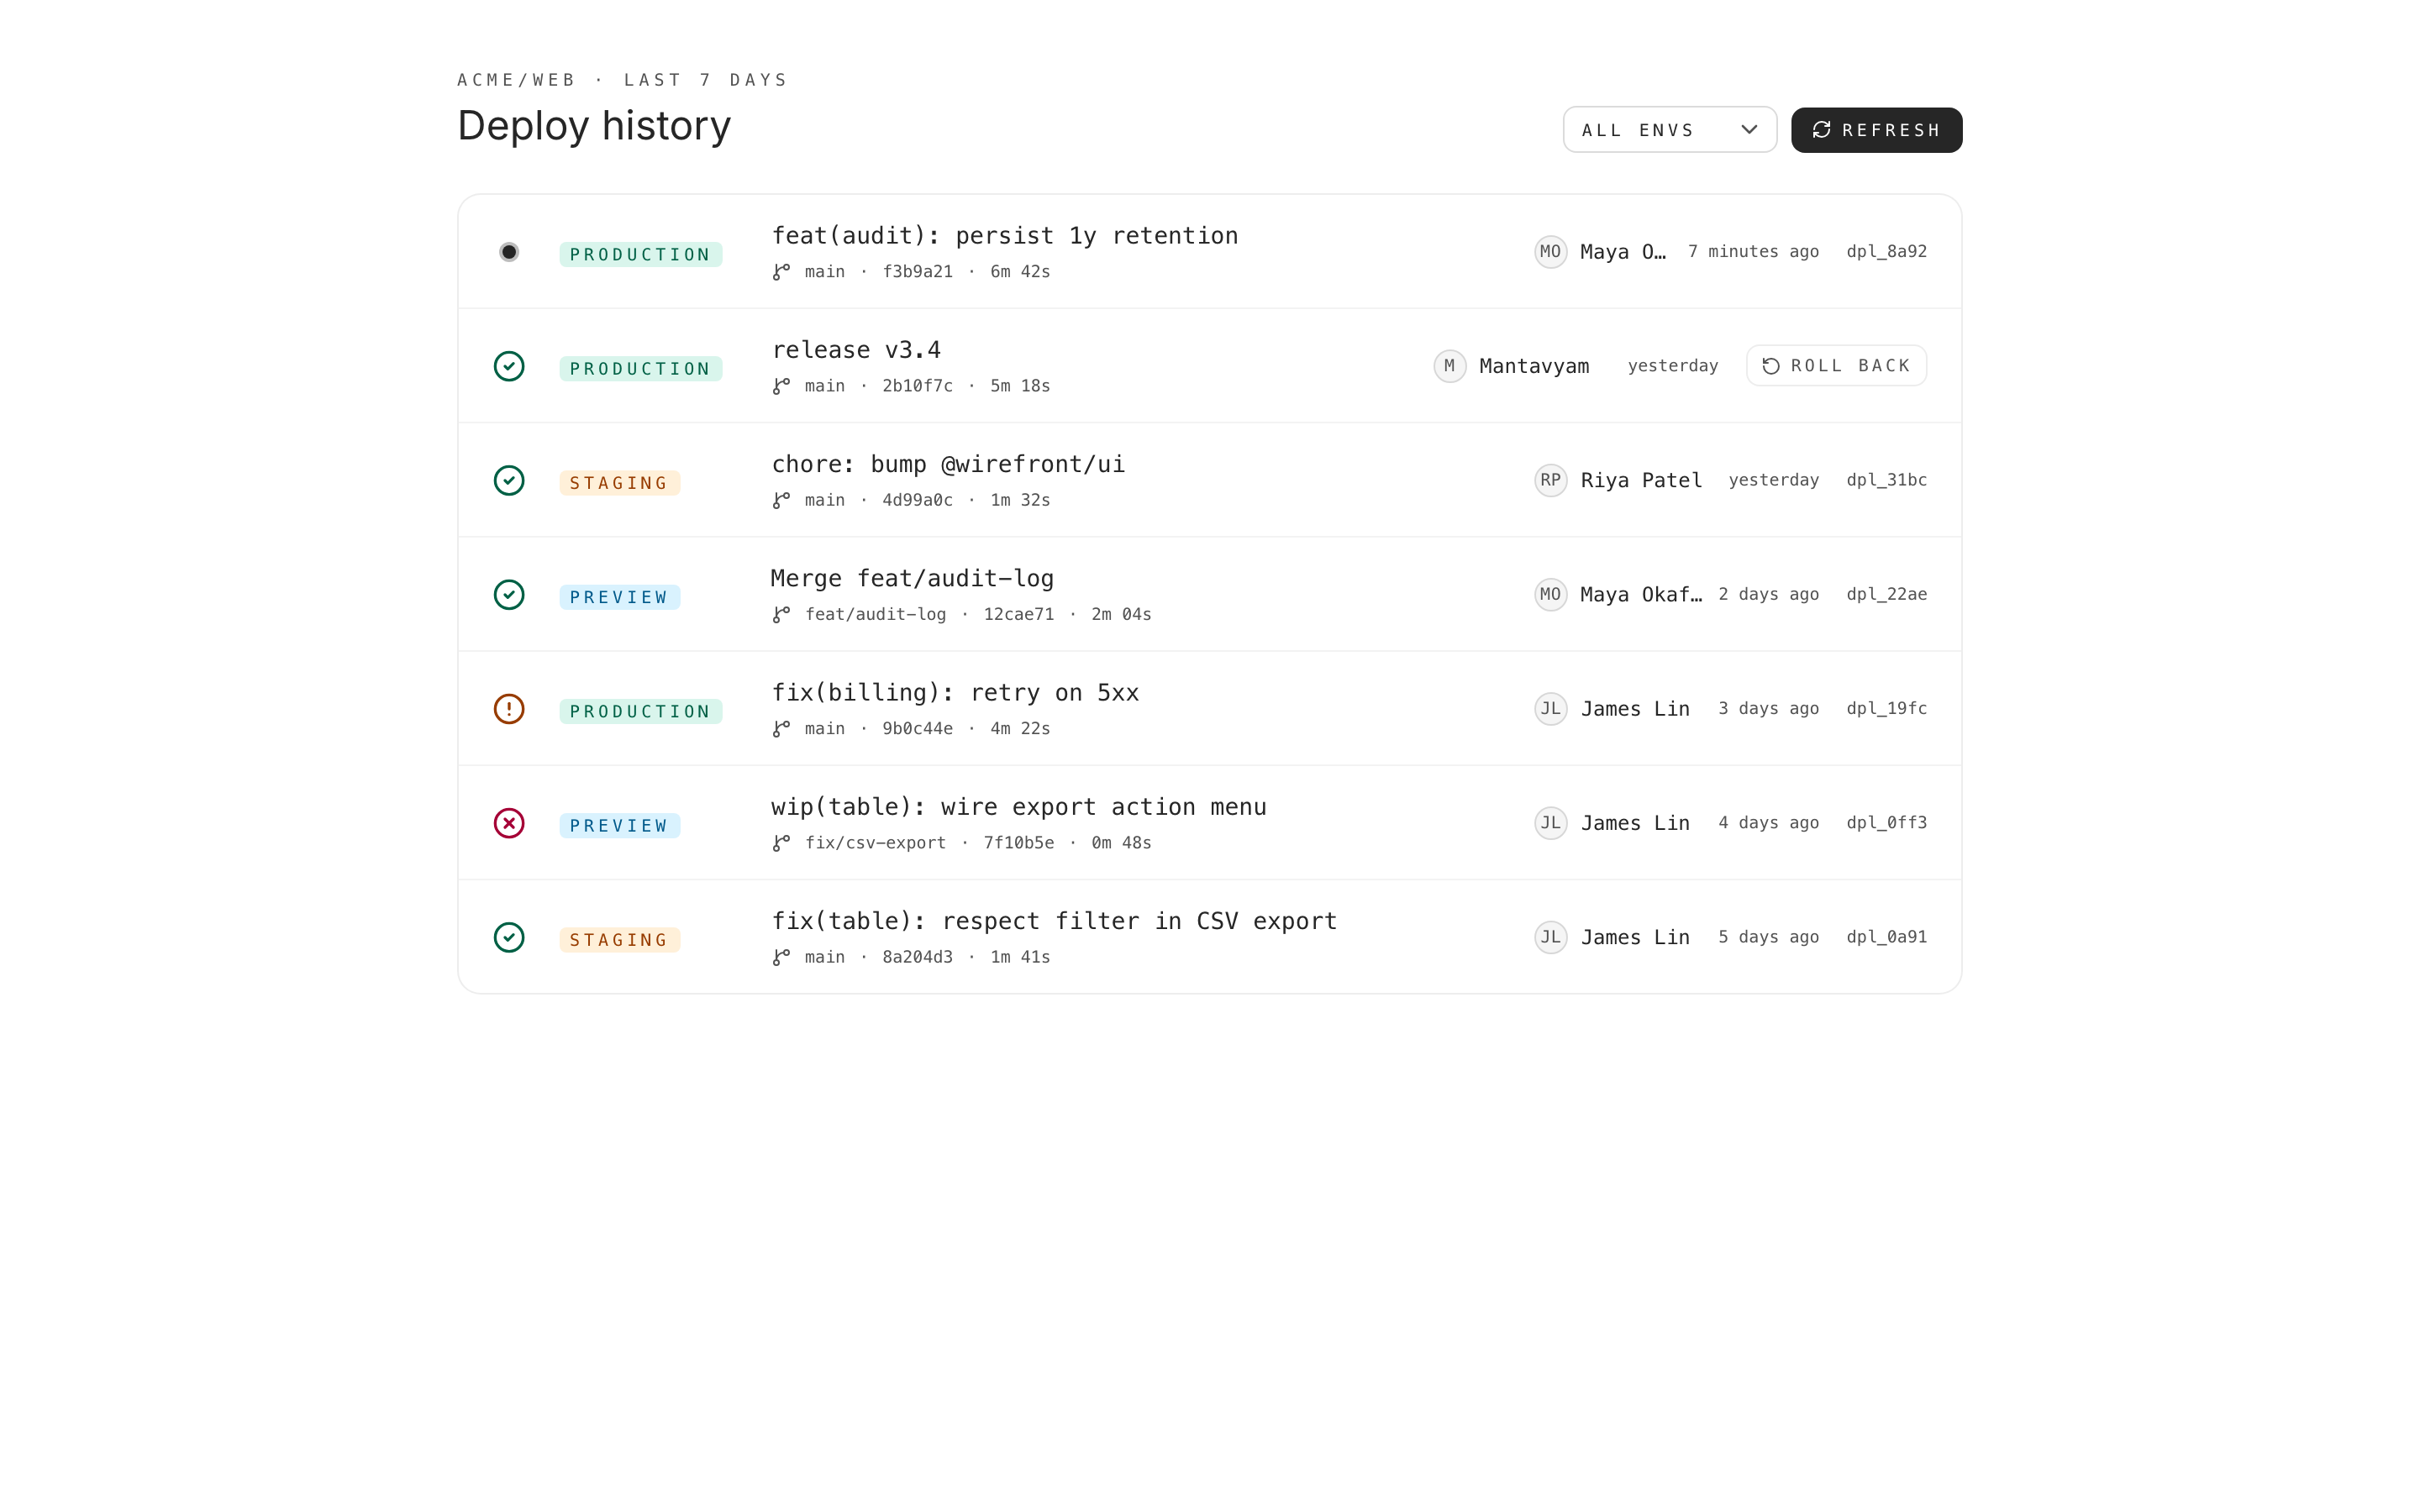 ACME/WEB · LAST 7 DAYS
Deploy history
ALL ENVS
REFRESH
PRODUCTION
feat(audit): persist 1y retention
main · f3b9a21 · 6m 42s
MO Maya O… 7 minutes ago dpl_8a92
PRODUCTION
release v3.4
main · 2b10f7c · 5m 18s
M Mantavyam yesterday ROLL BACK
STAGING
chore: bump @wirefront/ui
main · 4d99a0c · 1m 32s
RP Riya Patel yesterday dpl_31bc
PREVIEW
Merge feat/audit-log
feat/audit-log · 12cae71 · 2m 04s
MO Maya Okaf… 2 days ago dpl_22ae
PRODUCTION
fix(billing): retry on 5xx
main · 9b0c44e · 4m 22s
JL James Lin 3 days ago dpl_19fc
PREVIEW
wip(table): wire export action menu
fix/csv-export · 7f10b5e · 0m 48s
JL James Lin 4 days ago dpl_0ff3
STAGING
fix(table): respect filter in CSV export
main · 8a204d3 · 1m 41s
JL James Lin 5 days ago dpl_0a91